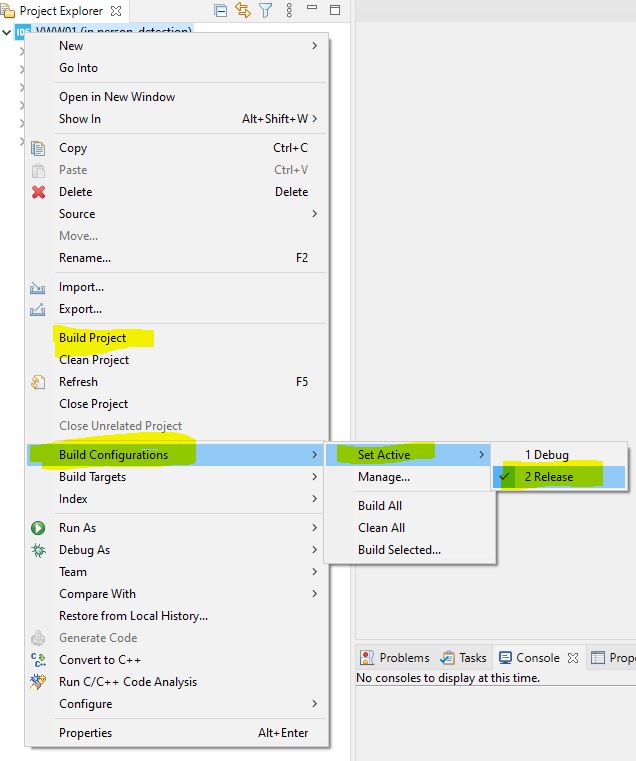 Project Explorer
IDE VWW01 (in person_detection)
New
Go Into
Open in New Window
Show In Alt+Shift+W
Copy Ctrl+C
Paste Ctrl+V
Delete Delete
Source
Move...
Rename... F2
Import...
Export...
Build Project
Clean Project
Refresh F5
Close Project
Close Unrelated Project
Build Configurations Set Active 1 Debug
Build Targets Manage... 2 Release
Index
Build All
Run As Clean All
Debug As Build Selected...
Team
Compare With
Restore from Local History...
Generate Code
Convert to C++
Run C/C++ Code Analysis
Configure
Properties Alt+Enter
Problems Tasks Console Prope
No consoles to display at this time.